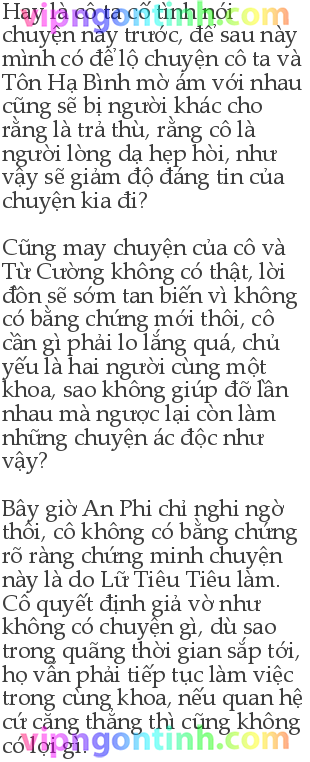 Hay là cô ta cố tình nói
chuyện này trước, để sau này
mình có để lộ chuyện cô ta và
Tôn Hạ Bình mờ ám với nhau
cũng sẽ bị người khác cho
rằng là trả thù, rằng cô là
người lòng dạ hẹp hòi, như
vậy sẽ giảm độ đáng tin của
chuyện kia đi?

Cũng may chuyện của cô và
Từ Cường không có thật, lời
đồn sẽ sớm tan biến vì không
có bằng chứng mới thôi, cô
cần gì phải lo lắng quá, chủ
yếu là hai người cùng một
khoa, sao không giúp đỡ lẫn
nhau mà ngược lại còn làm
những chuyện ác độc như
vậy?

Bây giờ An Phi chỉ nghi ngờ
thôi, cô không có bằng chứng
rõ ràng chứng minh chuyện
này là do Lữ Tiêu Tiêu làm.
Cô quyết định giả vờ như
không có chuyện gì, dù sao
trong quãng thời gian sắp tới,
họ vẫn phải tiếp tục làm việc
trong cùng khoa, nếu quan hệ
cứ căng thẳng thì cũng không
có lợi gì.
vipngontinh.com
vipngontinh.com